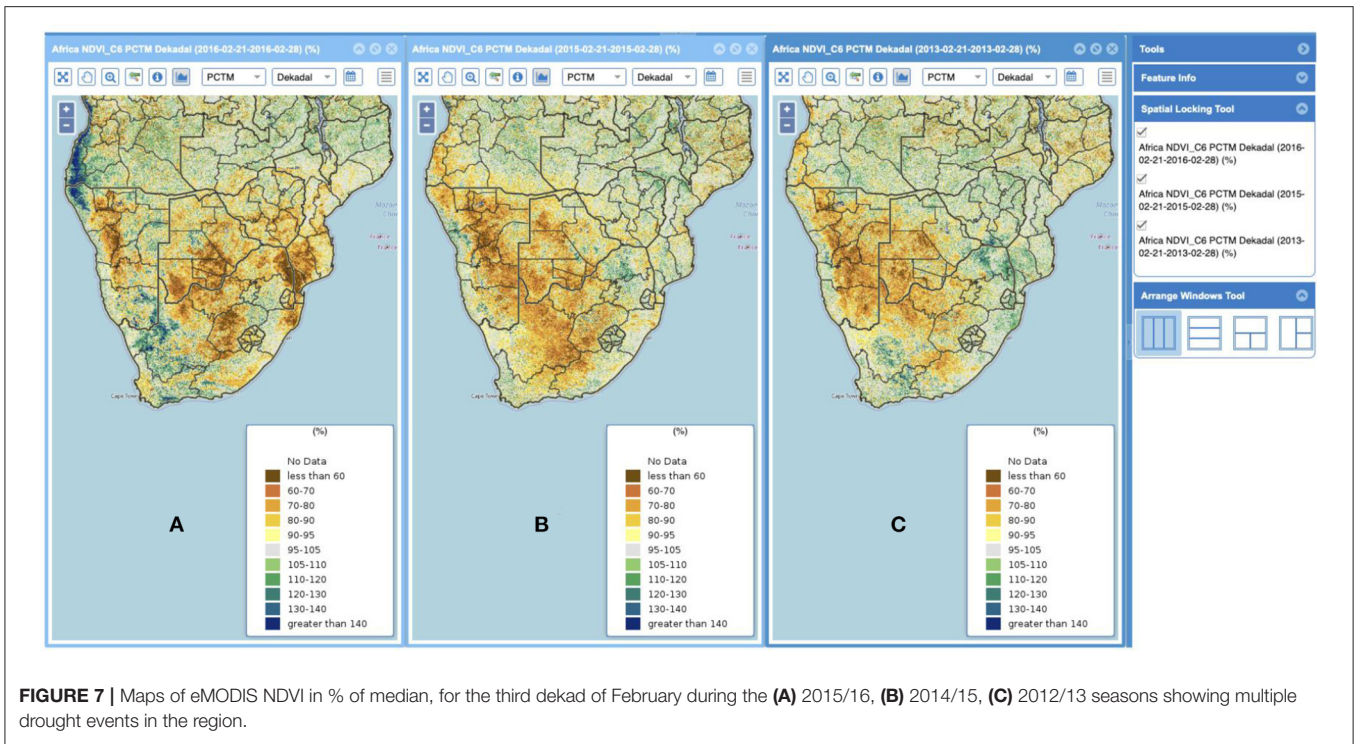 Africa NDVI_C6 PCTM Dekadal (2016-02-21-2016-02-28) (%)
Africa NDVI_C6 PCTM Dekadal (2015-02-21-2015-02-28) (%)
Africa NDVI_C6 PCTM Dekadal (2013-02-21-2013-02-28) (%)
Tools
PCTM
Dekadal
PCTM
Dekadal
PCTM
Dekadal
Feature Info
Spatial Locking Tool
Africa NDVI_C6 PCTM Dekadal (2016-
02-21-2016-02-28) (%)
Africa NDVI_C6 PCTM Dekadal (2015-
02-21-2015-02-28) (%)
Africa NDVI_C6 PCTM Dekadal (2013-
02-21-2013-02-28) (%)
Arrange Windows Tool
Cape Town
Cape Town
Cape Town
(%)
No Data
less than 60
60-70
70-80
80-90
90-95
95-105
105-110
110-120
120-130
130-140
greater than 140
A
(%)
No Data
less than 60
60-70
70-80
80-90
90-95
95-105
105-110
110-120
120-130
130-140
greater than 140
B
(%)
No Data
less than 60
60-70
70-80
80-90
90-95
95-105
105-110
110-120
120-130
130-140
greater than 140
C
FIGURE 7 | Maps of eMODIS NDVI in % of median, for the third dekad of February during the (A) 2015/16, (B) 2014/15, (C) 2012/13 seasons showing multiple
drought events in the region.